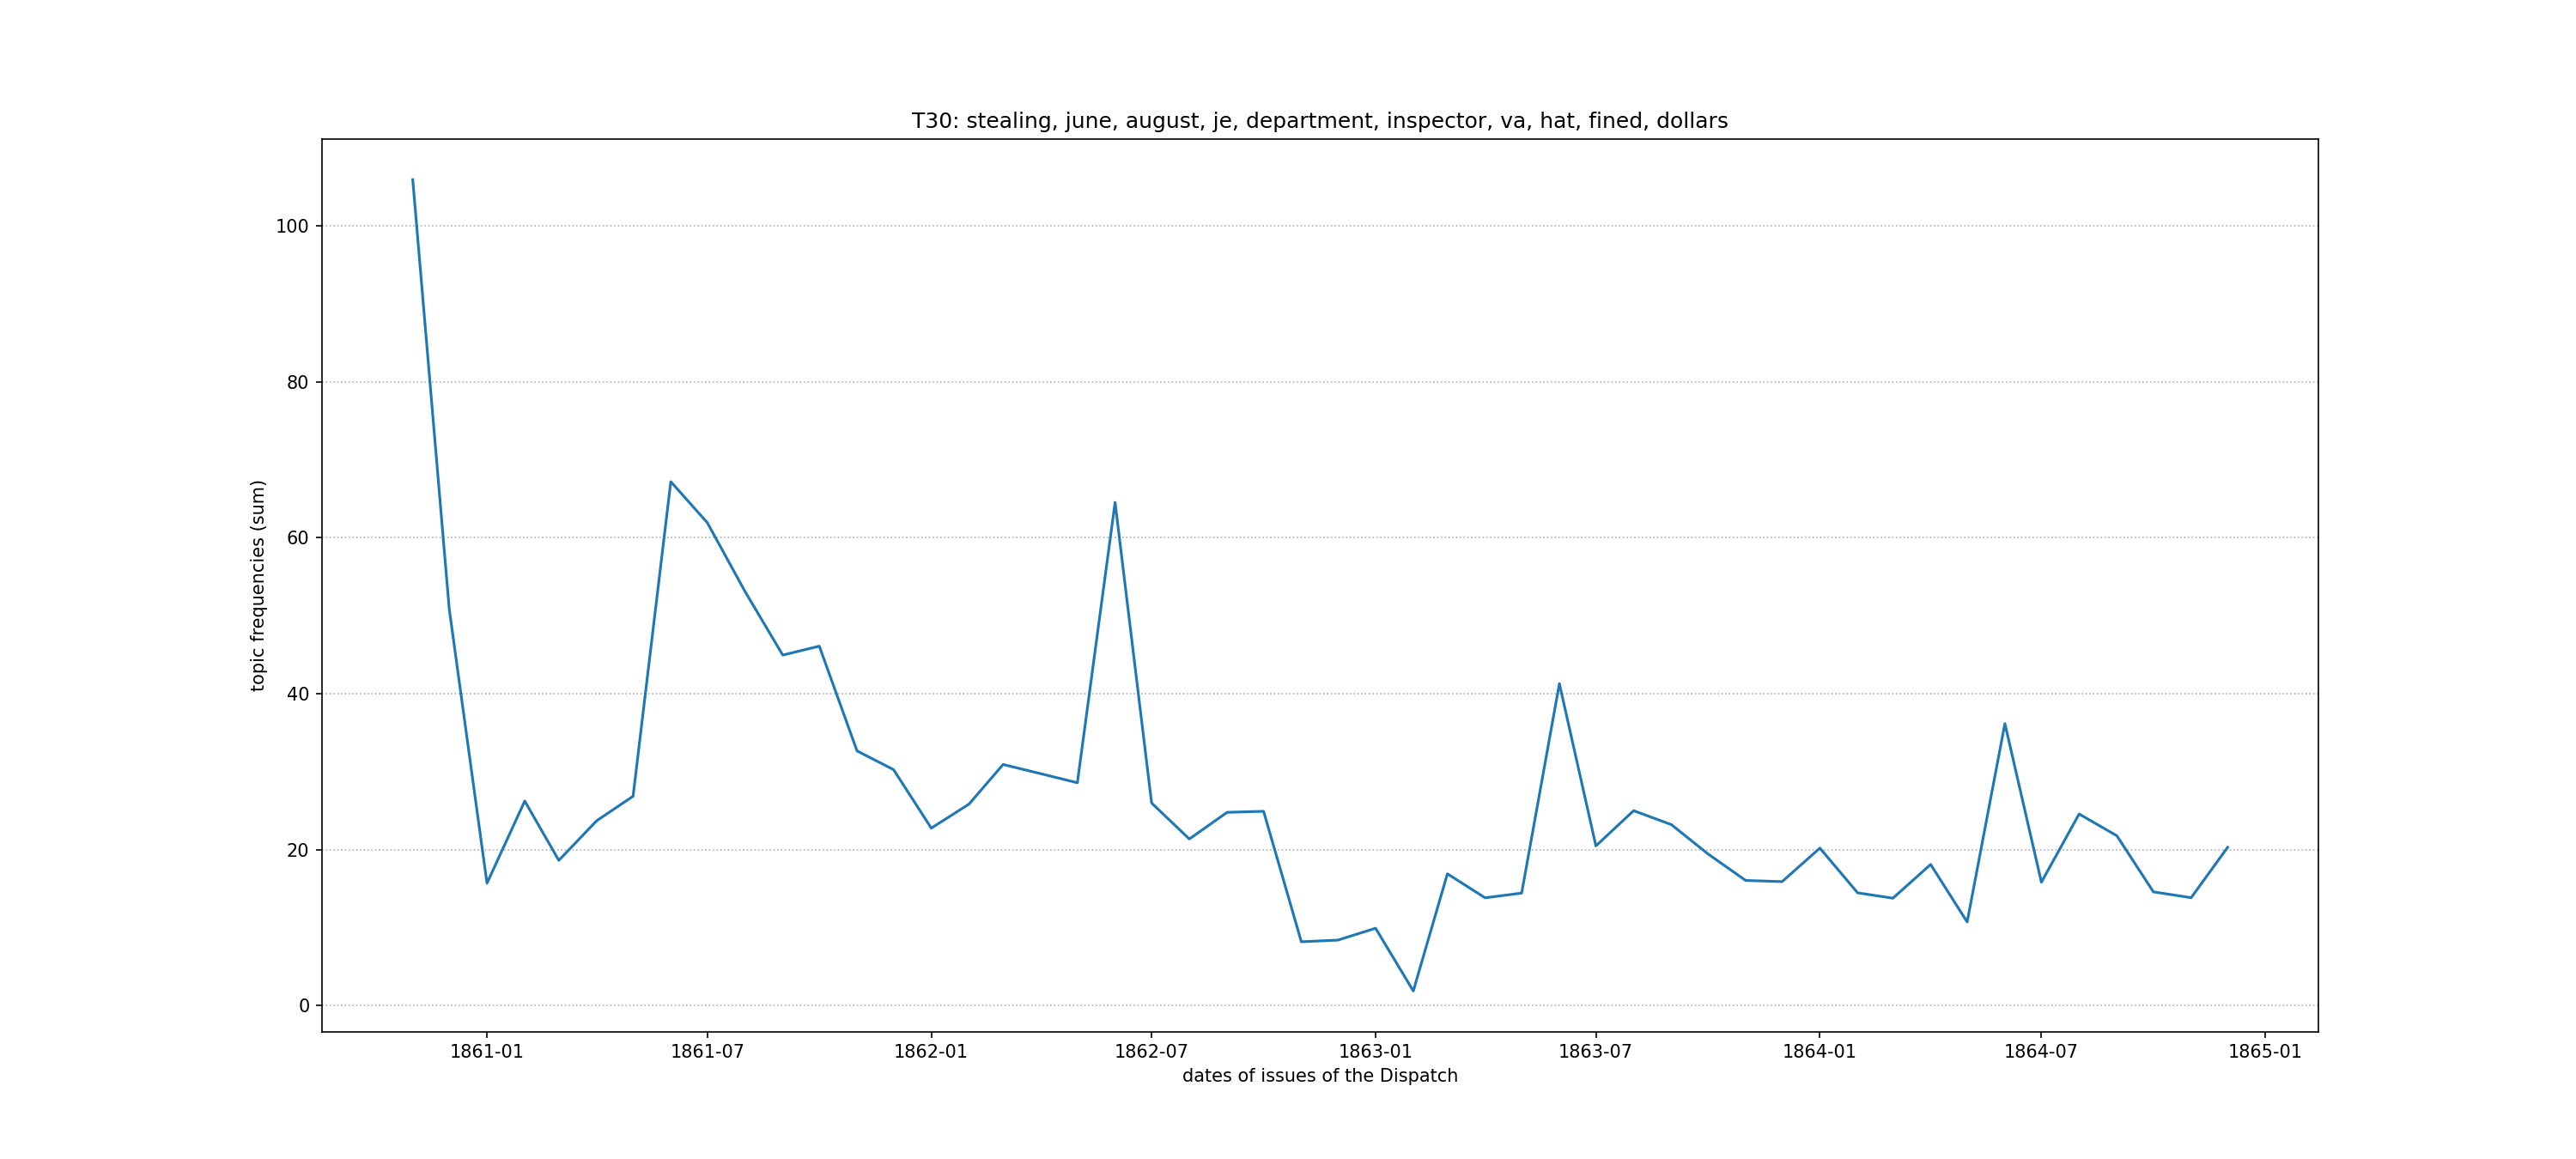 T30: stealing, june, august, je, department, inspector, va, hat, fined, dollars
topic frequencies (sum)
100
80
60
40
20
0
1861-01 1861-07 1862-01 1862-07 1863-01 1863-07 1864-01 1864-07 1865-01
dates of issues of the Dispatch